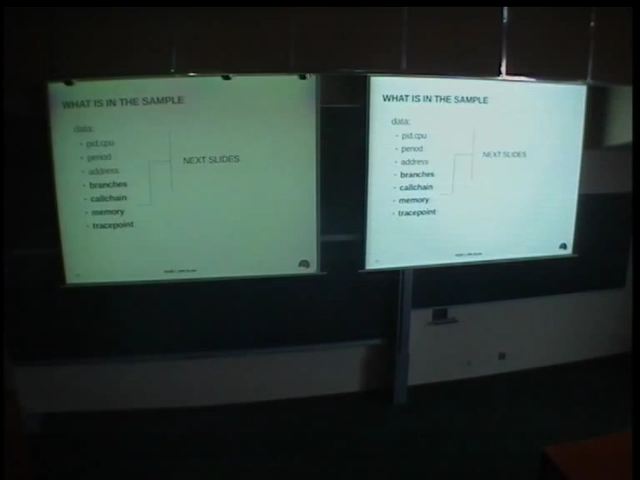 WHAT IS IN THE SAMPLE
data:
- pid,cpu
- period
- address
- branches
- callchain
- memory
- tracepoint
NEXT SLIDES
WHAT IS IN THE SAMPLE
data:
- pid,cpu
- period
- address
- branches
- callchain
- memory
- tracepoint
NEXT SLIDES